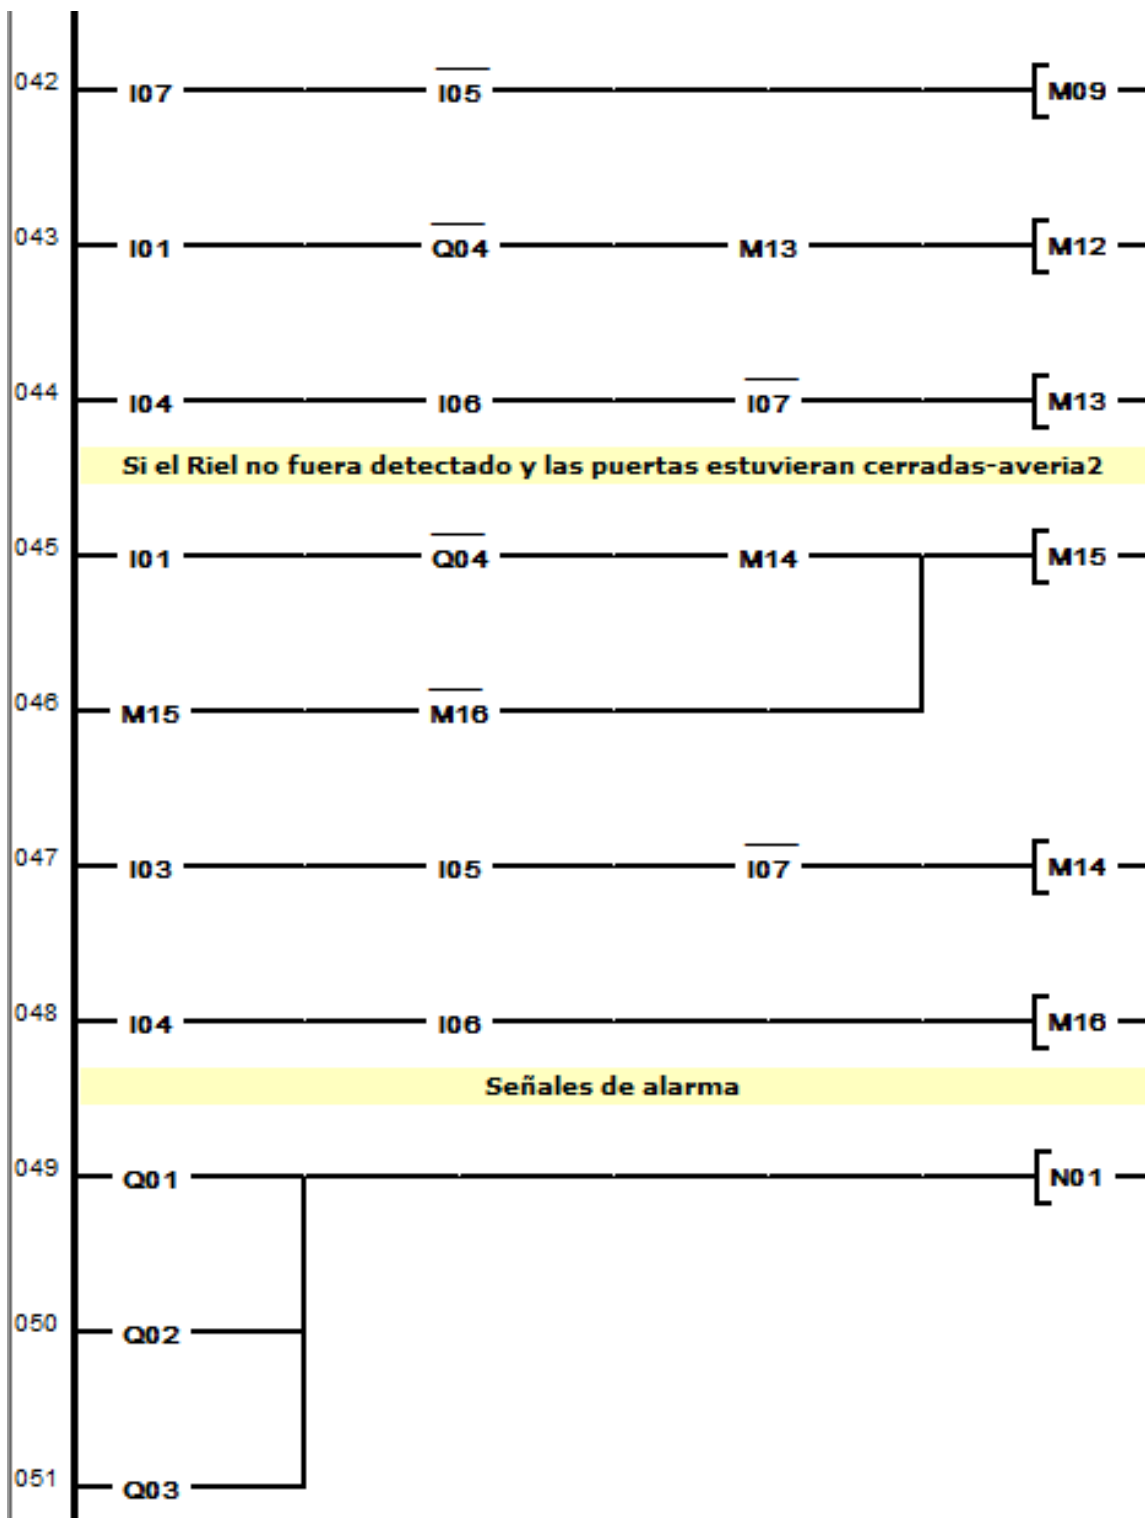 042 I07 I05 M09
043 I01 Q04 M13 M12
044 I04 I06 I07 M13
Si el Riel no fuera detectado y las puertas estuvieran cerradas-averia2
045 I01 Q04 M14 M15
046 M15 M16
047 I03 I05 I07 M14
048 I04 I06 M16
Señales de alarma
049 Q01 N01
050 Q02
051 Q03